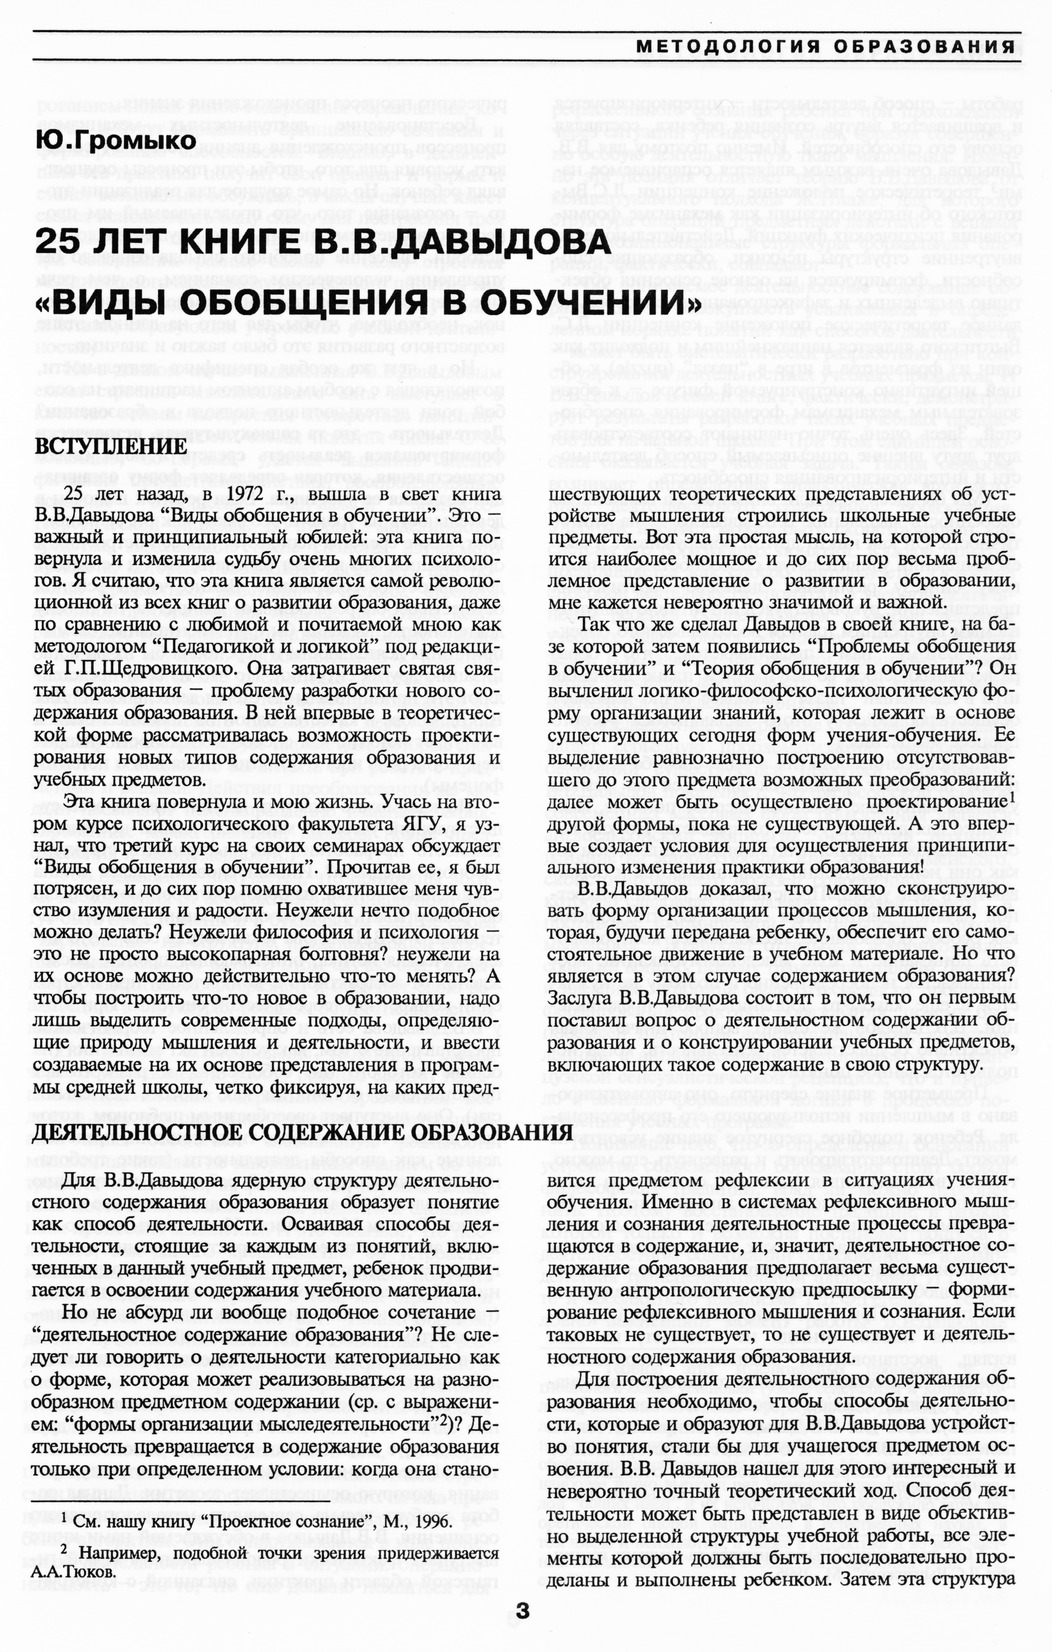 МЕТОДОЛОГИЯ ОБРАЗОВАНИЯ
Ю.Громыко
25 ЛЕТ КНИГЕ В.В.ДАВЫДОВА
«ВИДЫ ОБОБЩЕНИЯ В ОБУЧЕНИИ»
ВСТУПЛЕНИЕ
25 лет назад, в 1972 г., вышла в свет книга
В.В.Давыдова “Виды обобщения в обучении”. Это —
важный и принципиальный юбилей: эта книга по-
вернула и изменила судьбу очень многих психоло-
гов. Я считаю, что эта книга является самой револю-
ционной из всех книг о развитии образования, даже
по сравнению с любимой и почитаемой мною как
методологом “Педагогикой и логикой” под редакци-
ей Г.П.Щедровицкого. Она затрагивает святая свя-
тых образования — проблему разработки нового со-
держания образования. В ней впервые в теоретичес-
кой форме рассматривалась возможность проекти-
рования новых типов содержания образования и
учебных предметов.
Эта книга повернула и мою жизнь. Учась на вто-
ром курсе психологического факультета ЯГУ, я уз-
нал, что третий курс на своих семинарах обсуждает
“Виды обобщения в обучении”. Прочитав ее, я был
потрясен, и до сих пор помню охватившее меня чув-
ство изумления и радости. Неужели нечто подобное
можно делать? Неужели философия и психология —
это не просто высокопарная болтовня? неужели на
их основе можно действительно что-то менять? А
чтобы построить что-то новое в образовании, надо
лишь выделить современные подходы, определяю-
щие природу мышления и деятельности, и ввести
создаваемые на их основе представления в програм-
мы средней школы, четко фиксируя, на каких пред-
шествующих теоретических представлениях об уст-
ройстве мышления строились школьные учебные
предметы. Вот эта простая мысль, на которой стро-
ится наиболее мощное и до сих пор весьма проб-
лемное представление о развитии в образовании,
мне кажется невероятно значимой и важной.
Так что же сделал Давыдов в своей книге, на ба-
зе которой затем появились “Проблемы обобщения
в обучении” и “Теория обобщения в обучении”? Он
вычленил логико-философско-психологическую фо-
рму организации знаний, которая лежит в основе
существующих сегодня форм учения-обучения. Ее
выделение равнозначно построению отсутствовав-
шего до этого предмета возможных преобразований:
далее может быть осуществлено проектирование1
другой формы, пока не существующей. А это впер-
вые создает условия для осуществления принципи-
ального изменения практики образования!
В.В.Давыдов доказал, что можно сконструиро-
вать форму организации процессов мышления, ко-
торая, будучи передана ребенку, обеспечит его само-
стоятельное движение в учебном материале. Но что
является в этом случае содержанием образования?
Заслуга В.В.Давыдова состоит в том, что он первым
поставил вопрос о деятельностном содержании об-
разования и о конструировании учебных предметов,
включающих такое содержание в свою структуру.
ДЕЯТЕЛЬНОСТНОЕ СОДЕРЖАНИЕ ОБРАЗОВАНИЯ
Для В.В.Давыдова ядерную структуру деятельно-
стного содержания образования образует понятие
как способ деятельности. Осваивая способы дея-
тельности, стоящие за каждым из понятий, вклю-
ченных в данный учебный предмет, ребенок продви-
гается в освоении содержания учебного материала.
Но не абсурд ли вообще подобное сочетание —
“деятельностное содержание образования”? Не сле-
дует ли говорить о деятельности категориально как
о форме, которая может реализовываться на разно-
образном предметном содержании (ср. с выражени-
ем: “формы организации мыследеятельности”2)? Де-
ятельность превращается в содержание образования
только при определенном условии: когда она стано-
1 См. нашу книгу “Проектное сознание”, М., 1996.
2 Например, подобной точки зрения придерживается
А.А.Тюков.
вится предметом рефлексии в ситуациях учения-
обучения. Именно в системах рефлексивного мыш-
ления и сознания деятельностные процессы превра-
щаются в содержание, и, значит, деятельностное со-
держание образования предполагает весьма сущест-
венную антропологическую предпосылку — форми-
рование рефлексивного мышления и сознания. Если
таковых не существует, то не существует и деятель-
ностного содержания образования.
Для построения деятельностного содержания об-
разования необходимо, чтобы способы деятельно-
сти, которые и образуют для В.В.Давыдова устройст-
во понятия, стали бы для учащегося предметом ос-
воения. В.В. Давыдов нашел для этого интересный и
невероятно точный теоретический ход. Способ дея-
тельности может быть представлен в виде объектив-
но выделенной структуры учебной работы, все эле-
менты которой должны быть последовательно про-
деланы и выполнены ребенком. Затем эта структура
3